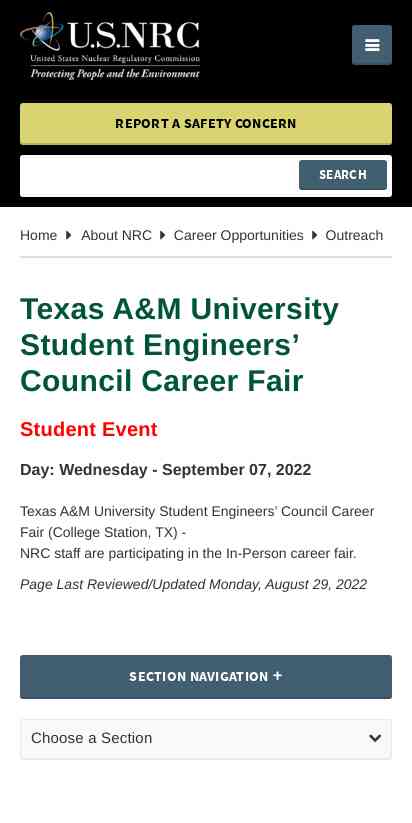 U.S.NRC
United States Nuclear Regulatory Commission
Protecting People and the Environment
REPORT A SAFETY CONCERN
SEARCH
Home About NRC Career Opportunities Outreach
Texas A&M University
Student Engineers’
Council Career Fair
Student Event
Day: Wednesday - September 07, 2022
Texas A&M University Student Engineers’ Council Career
Fair (College Station, TX) -
NRC staff are participating in the In-Person career fair.
Page Last Reviewed/Updated Monday, August 29, 2022
SECTION NAVIGATION +
Choose a Section